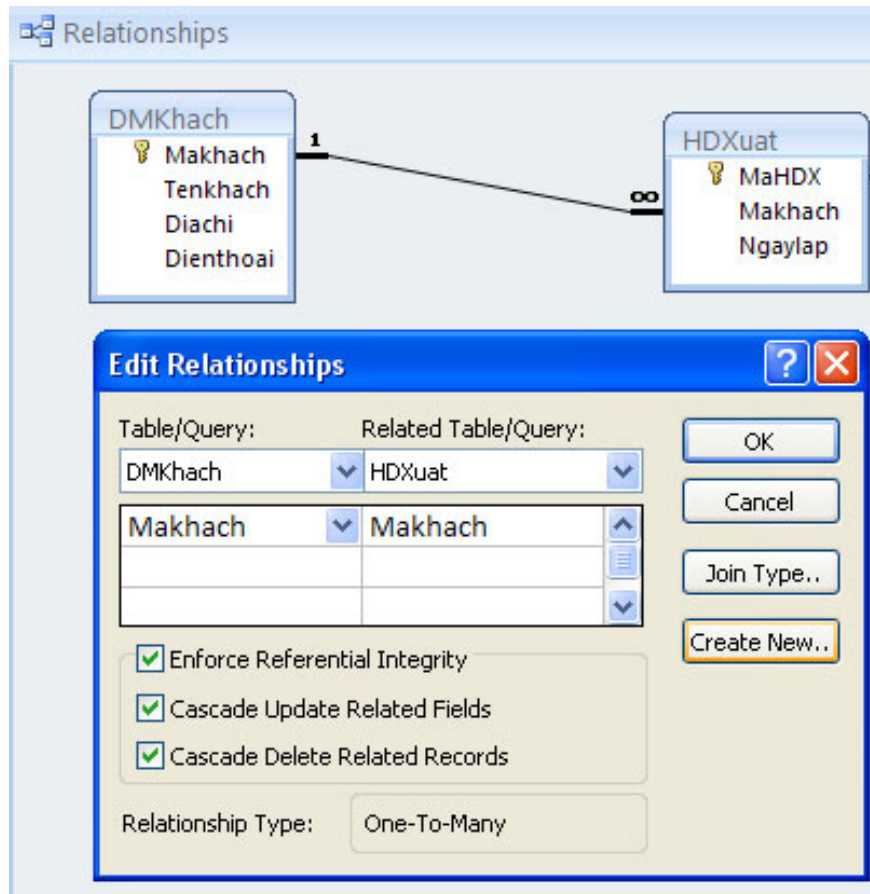 Relationships
DMKhach
Makhach
Tenkhach
Diachi
Dienthoai
1
∞
HDXuat
MaHDX
Makhach
Ngaylap
Edit Relationships
Table/Query: Related Table/Query:
DMKhach HDXuat
Makhach Makhach
OK
Cancel
Join Type..
Create New..
Enforce Referential Integrity
Cascade Update Related Fields
Cascade Delete Related Records
Relationship Type: One-To-Many